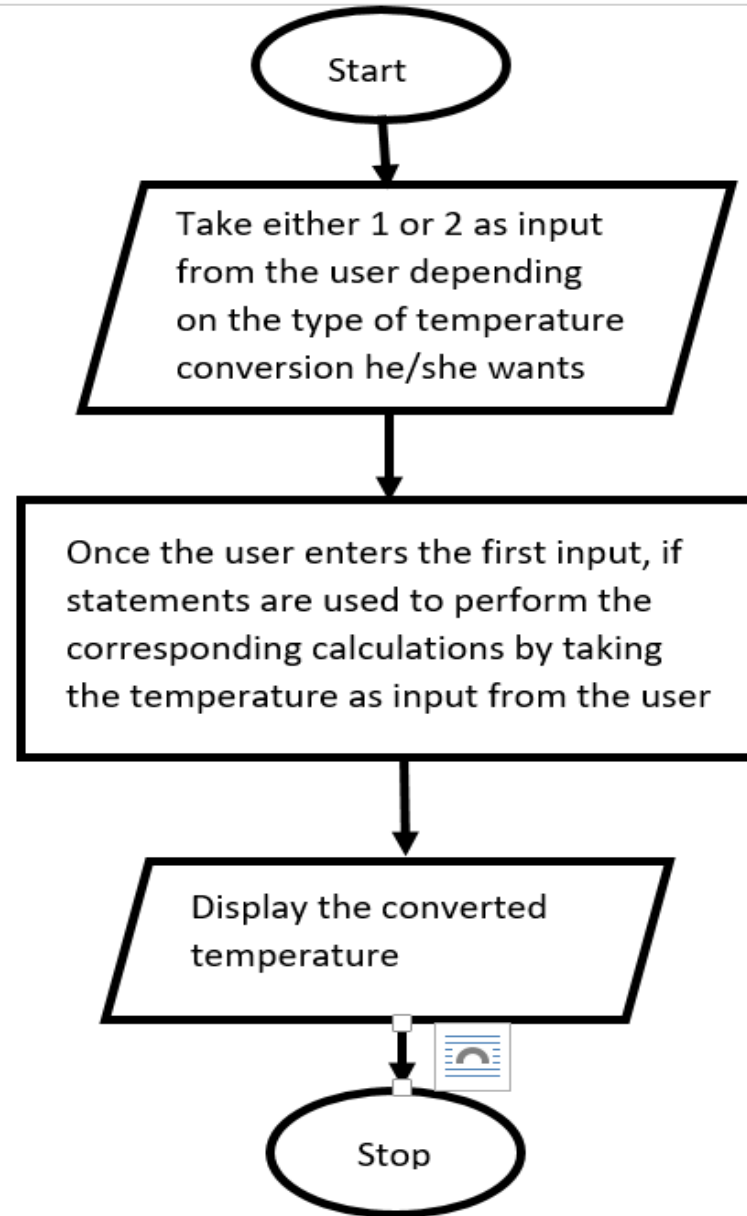 Start
Take either 1 or 2 as input
from the user depending
on the type of temperature
conversion he/she wants
Once the user enters the first input, if
statements are used to perform the
corresponding calculations by taking
the temperature as input from the user
Display the converted
temperature
Stop